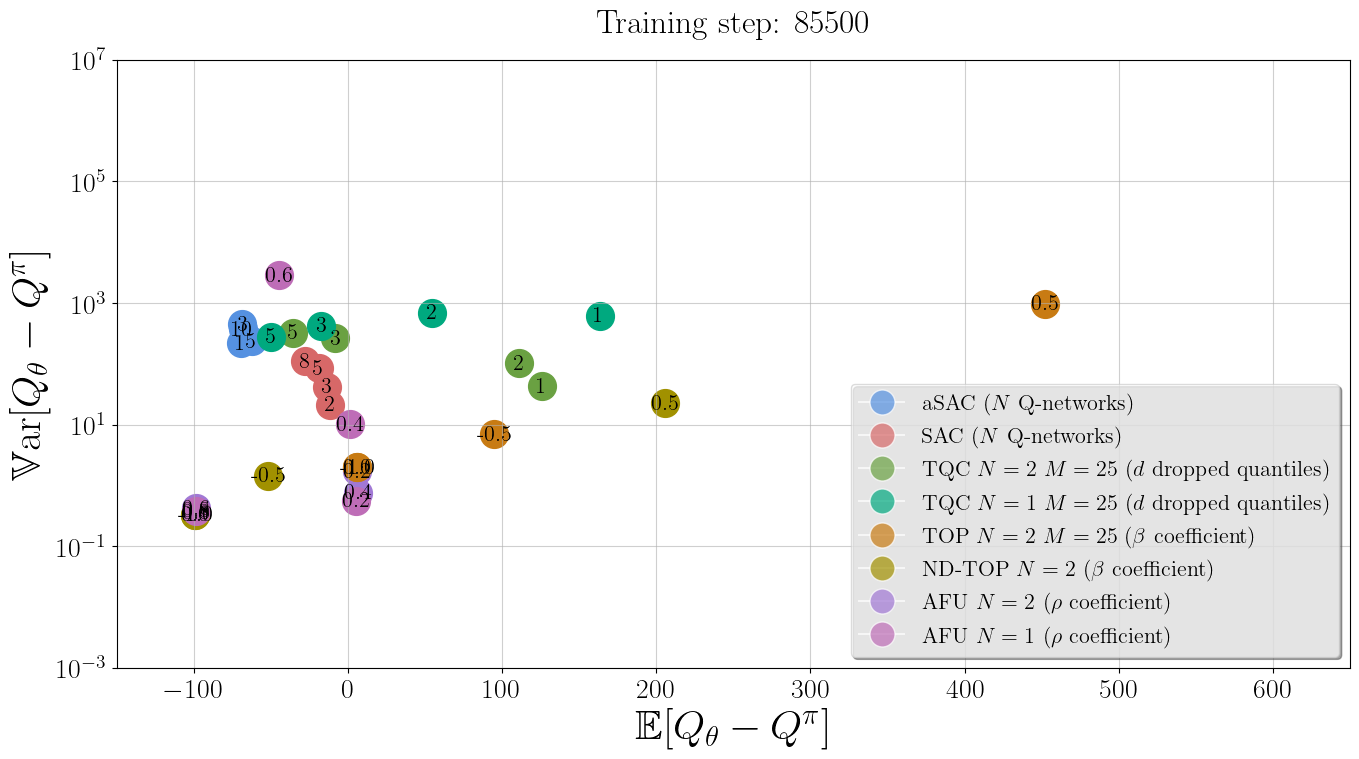 Training step: 85500
10^7
10^5
10^3
10^1
10^{-1}
10^{-3}
𝕍ar[Q_θ − Q^π]
0.6
0.5
2
1
3
10
1
5
5
5
3
3
8
5
3
2
2
1
0.5
0.4
-0.5
-0.5
0.4
0.2
aSAC (N Q-networks)
SAC (N Q-networks)
TQC N = 2 M = 25 (d dropped quantiles)
TQC N = 1 M = 25 (d dropped quantiles)
TOP N = 2 M = 25 (β coefficient)
ND-TOP N = 2 (β coefficient)
AFU N = 2 (ρ coefficient)
AFU N = 1 (ρ coefficient)
−100 0 100 200 300 400 500 600
𝔼[Q_θ − Q^π]